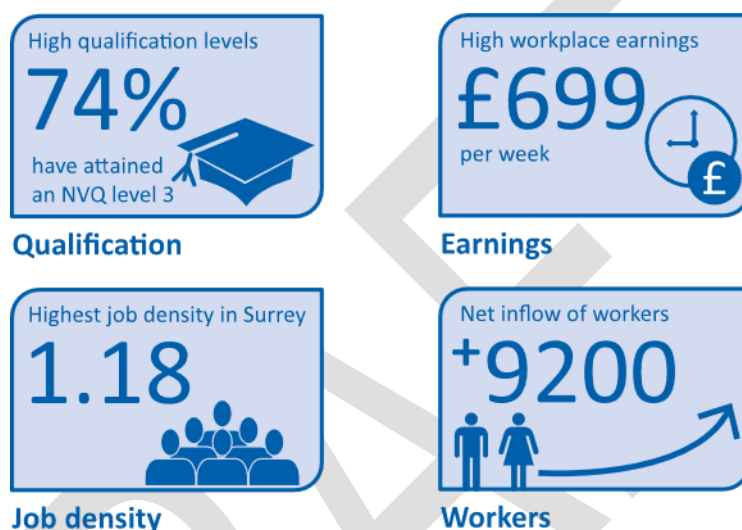 High qualification levels
74%
have attained
an NVQ level 3
Qualification
High workplace earnings
£699
per week
£
Earnings
Highest job density in Surrey
1.18
Job density
Net inflow of workers
+9200
Workers